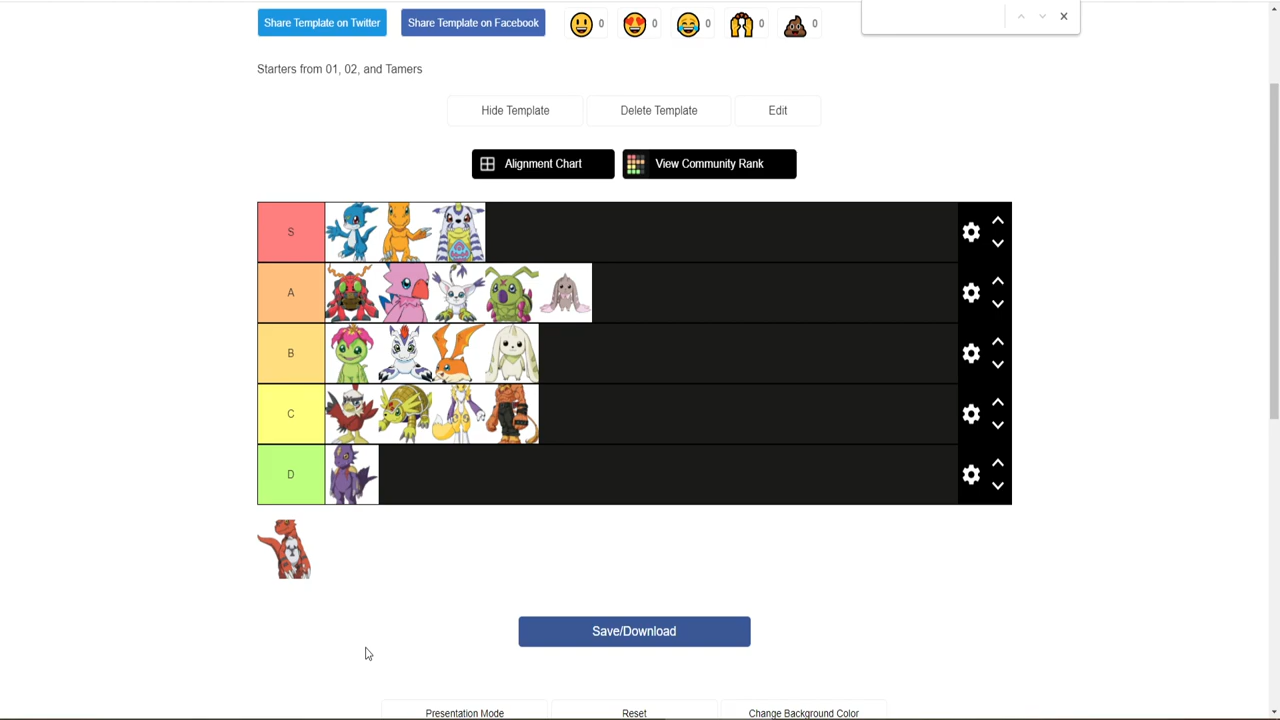 Share Template on Twitter Share Template on Facebook 0 0 0 0 0
Starters from 01, 02, and Tamers
Hide Template Delete Template Edit
Alignment Chart View Community Rank
S
A
B
C
D
Save/Download
Presentation Mode Reset Change Background Color